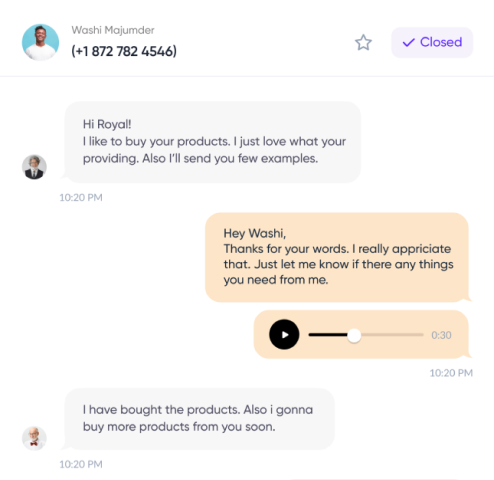 Washi Majumder
(+1 872 782 4546)
Closed
Hi Royal!
I like to buy your products. I just love what your
providing. Also I'll send you few examples.
10:20 PM
Hey Washi,
Thanks for your words. I really appriciate
that. Just let me know if there any things
you need from me.
0:30
10:20 PM
I have bought the products. Also i gonna
buy more products from you soon.
10:20 PM